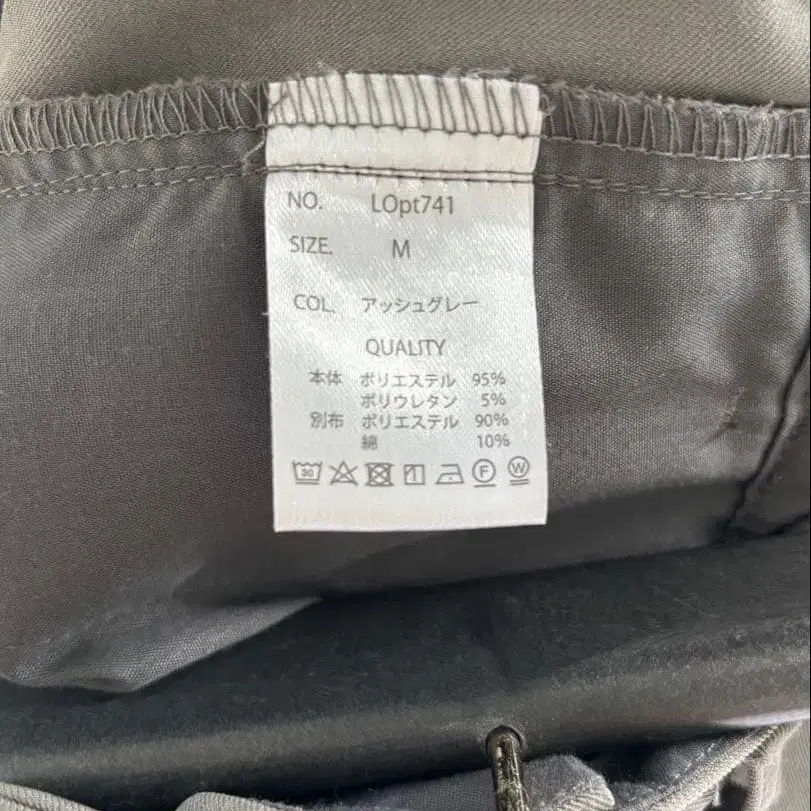 NO. LOpt741
SIZE. M
COL. アッシュグレー
QUALITY
本体 ポリエステル 95%
ポリウレタン 5%
別布 ポリエステル 90%
綿 10%
30 F W